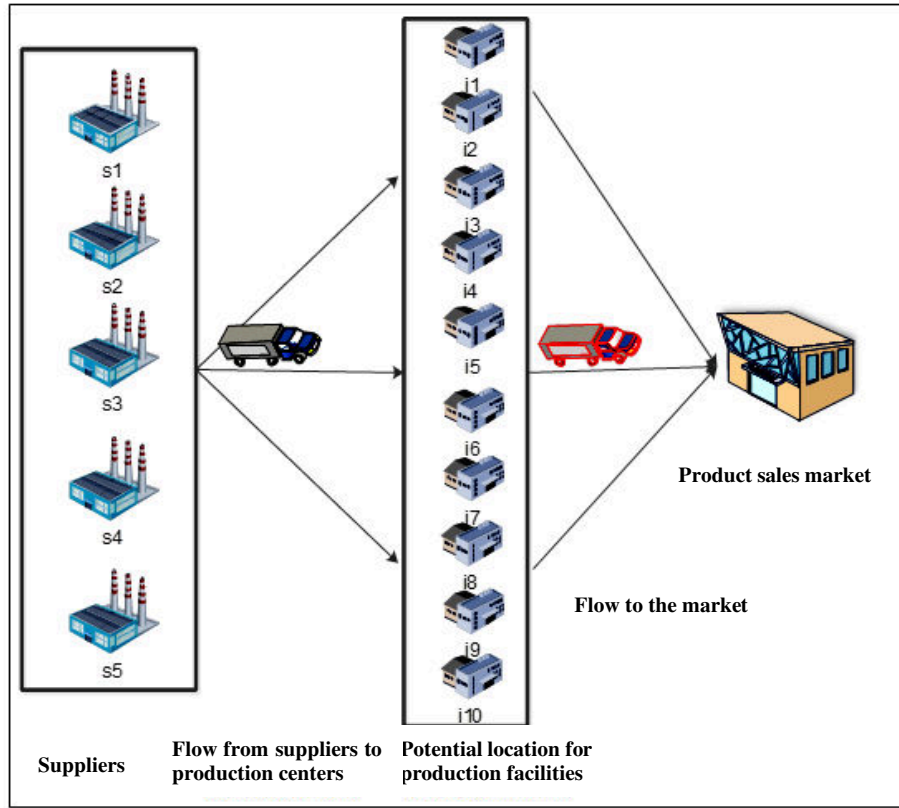 s1
s2
s3
s4
s5
i1
i2
i3
i4
i5
i6
i7
i8
i9
i10
Product sales market
Flow to the market
Suppliers
Flow from suppliers to
production centers
Potential location for
production facilities